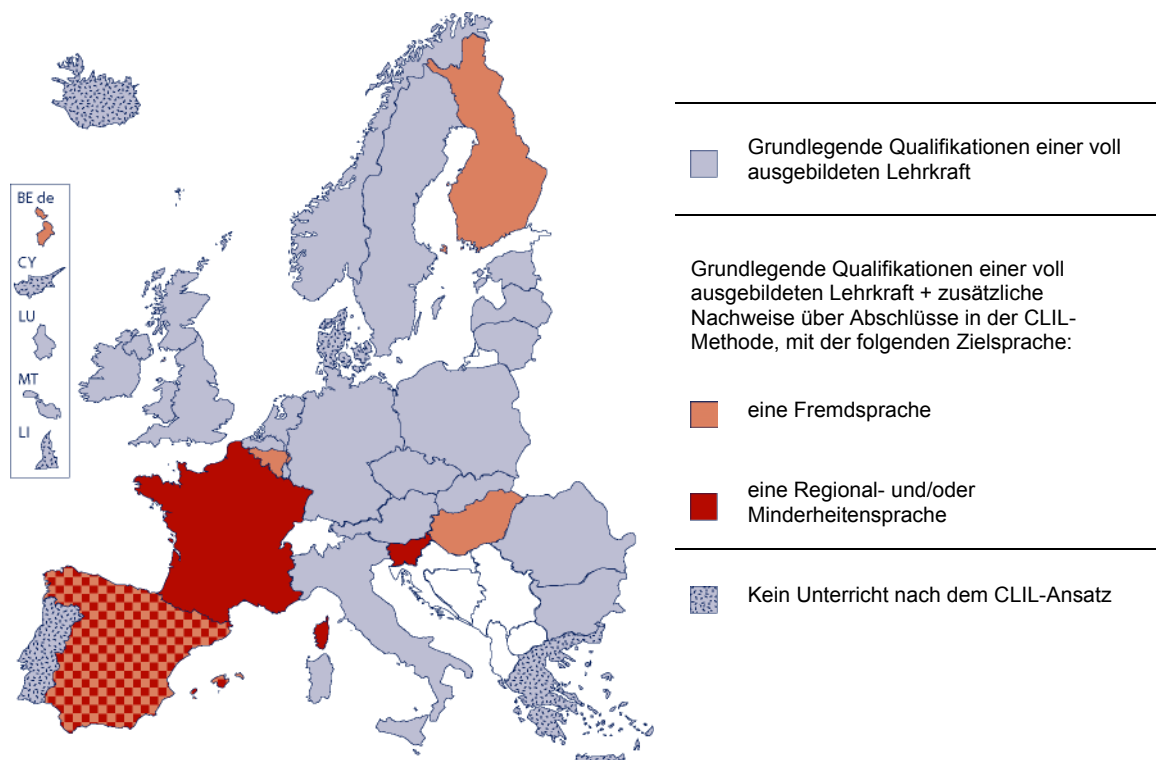 BE de
CY
LU
MT
LI
Grundlegende Qualifikationen einer voll
ausgebildeten Lehrkraft
Grundlegende Qualifikationen einer voll
ausgebildeten Lehrkraft + zusätzliche
Nachweise über Abschlüsse in der CLIL-
Methode, mit der folgenden Zielsprache:
eine Fremdsprache
eine Regional- und/oder
Minderheitensprache
Kein Unterricht nach dem CLIL-Ansatz